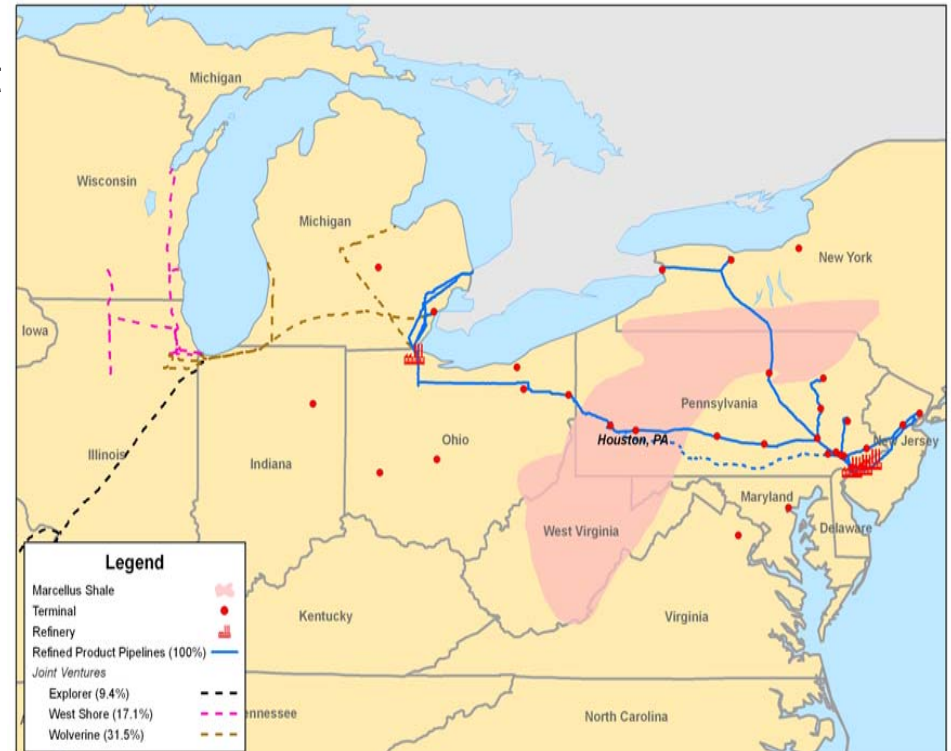 Michigan
Wisconsin
Michigan
New York
Iowa
Pennsylvania
Houston, PA
New Jersey
Illinois
Indiana
Ohio
Maryland
Delaware
West Virginia
Kentucky
Virginia
ennessee
North Carolina
Legend
Marcellus Shale
Terminal
Refinery
Refined Product Pipelines (100%)
Joint Ventures
Explorer (9.4%)
West Shore (17.1%)
Wolverine (31.5%)